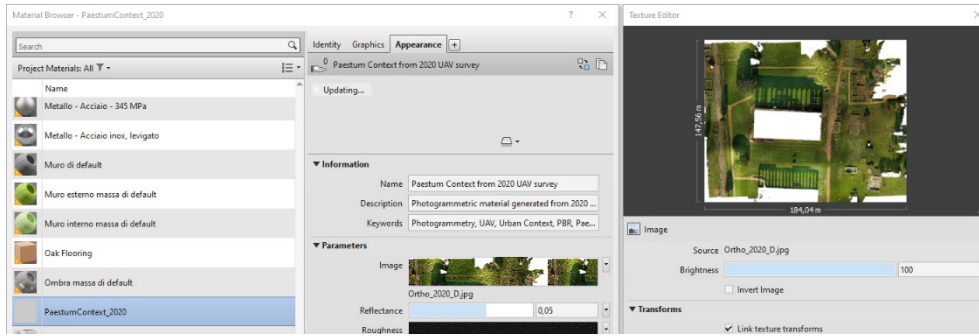 Material Browser - PaestumContext_2020
?
Search
Project Materials: All
Name
Metallo - Acciaio - 345 MPa
Metallo - Acciaio inox, levigato
Muro di default
Muro esterno massa di default
Muro interno massa di default
Oak Flooring
Ombra massa di default
PaestumContext_2020
Identity Graphics Appearance +
0 Paestum Context from 2020 UAV survey
Updating...
Information
Name Paestum Context from 2020 UAV survey
Description Photogrammetric material generated from 2020 ...
Keywords Photogrammetry, UAV, Urban Context, PBR, Pae...
Parameters
Image
Ortho_2020_D.jpg
Reflectance 0,05
Roughness
Texture Editor
147,56 m
184,04 m
Image
Source Ortho_2020_D.jpg
Brightness 100
Invert Image
Transforms
Link texture transforms